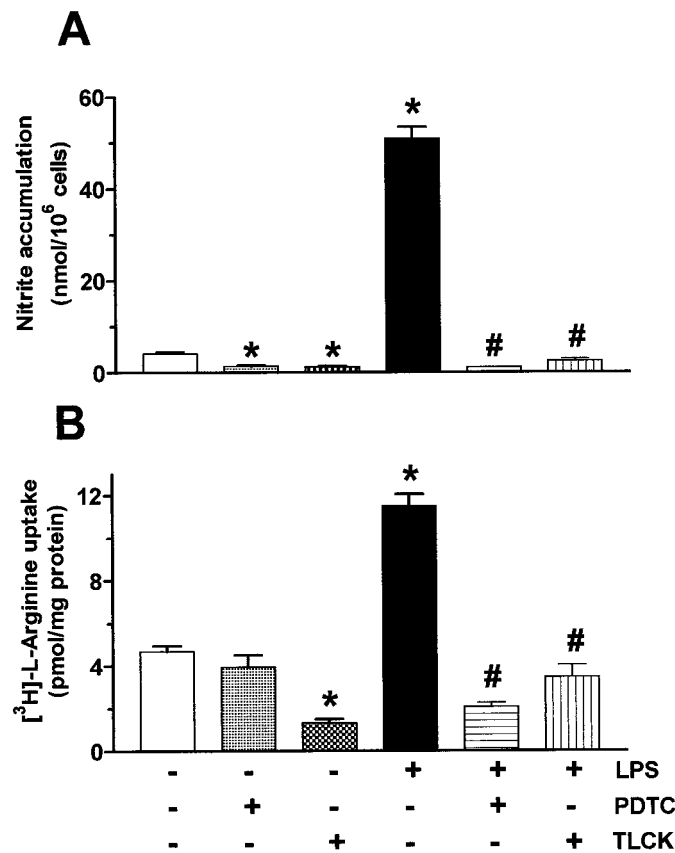 A
Nitrite accumulation
(nmol/10⁶ cells)
60
40
20
0
*
*
*
#
#
B
[³H]-L-Arginine uptake
(pmol/mg protein)
12
8
4
0
*
*
#
#
- - - + + + LPS
- + - - + - PDTC
- - + - - + TLCK